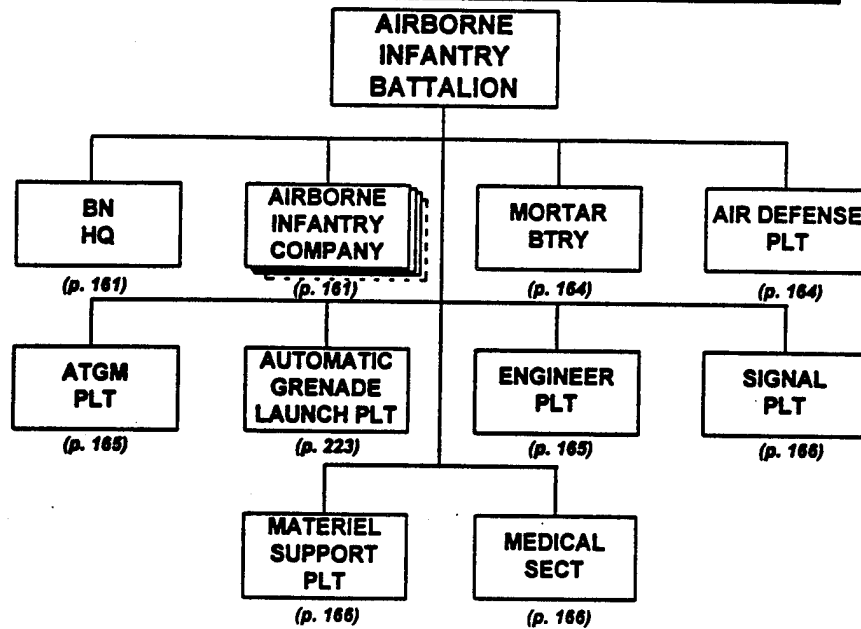 AIRBORNE
INFANTRY
BATTALION
BN
HQ
(p. 161)
AIRBORNE
INFANTRY
COMPANY
(p. 161)
MORTAR
BTRY
(p. 164)
AIR DEFENSE
PLT
(p. 164)
ATGM
PLT
(p. 165)
AUTOMATIC
GRENADE
LAUNCH PLT
(p. 223)
ENGINEER
PLT
(p. 165)
SIGNAL
PLT
(p. 166)
MATERIEL
SUPPORT
PLT
(p. 166)
MEDICAL
SECT
(p. 166)